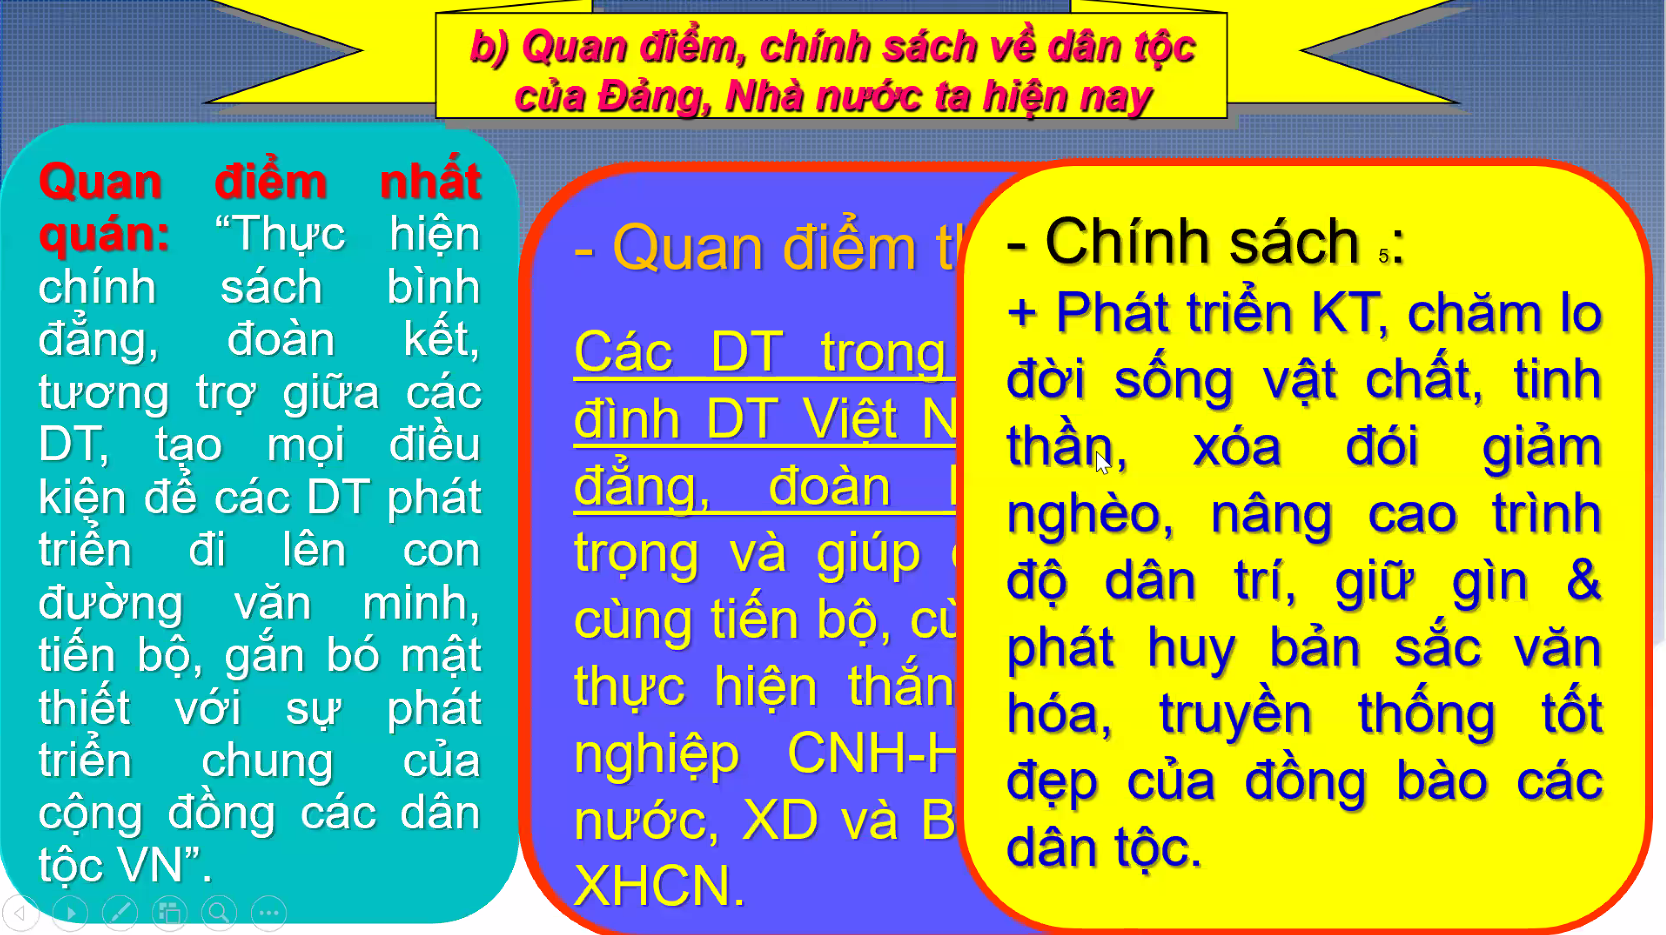 b) Quan điểm, chính sách về dân tộc
của Đảng, Nhà nước ta hiện nay
Quan điểm nhất
quán: “Thực hiện
chính sách bình
đẳng, đoàn kết,
tương trợ giữa các
DT, tạo mọi điều
kiện để các DT phát
triển đi lên con
đường văn minh,
tiến bộ, gắn bó mật
thiết với sự phát
triển chung của
cộng đồng các dân
tộc VN”.
- Quan điểm
Các DT trong
đình DT Việt
đẳng, đoàn
trọng và giúp
cùng tiến bộ,
thực hiện
nghiệp
nước, XD và
XHCN.
- Chính sách 5:
+ Phát triển KT, chăm lo
đời sống vật chất, tinh
thần, xóa đói giảm
nghèo, nâng cao trình
độ dân trí, giữ gìn &
phát huy bản sắc văn
hóa, truyền thống tốt
đẹp của đồng bào các
dân tộc.